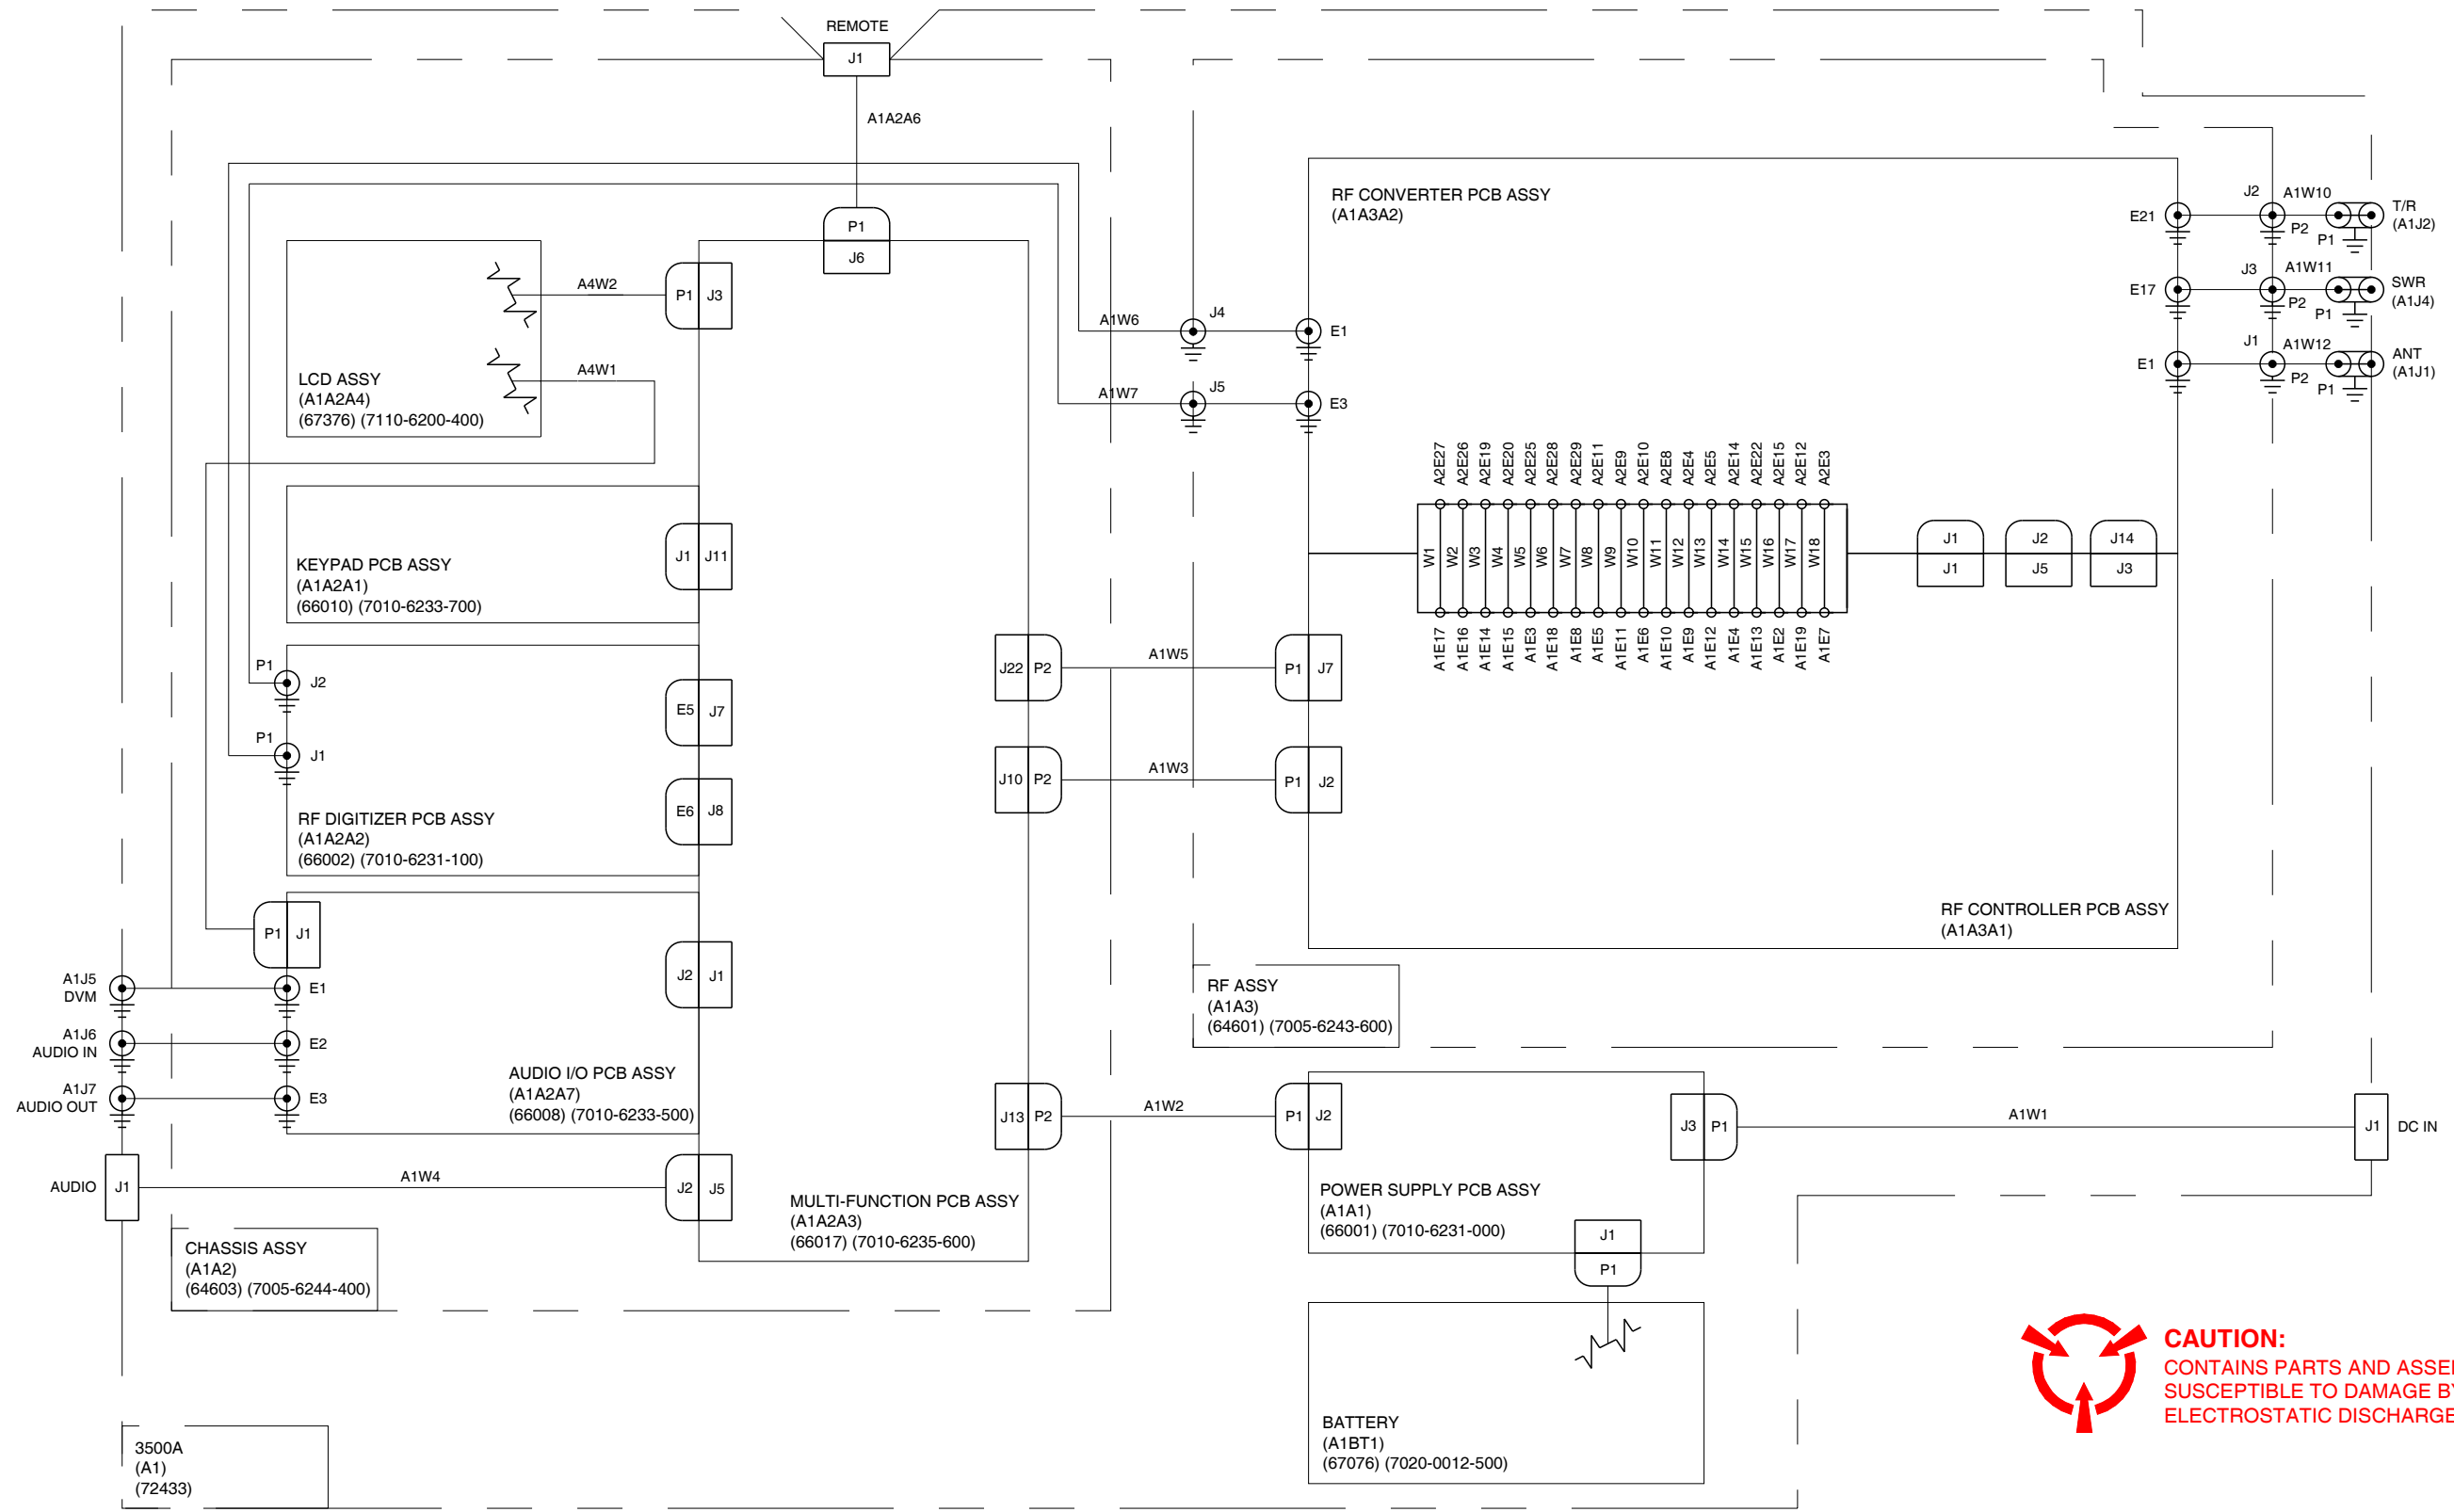 REMOTE
J1
A1A2A6
P1
J6
LCD ASSY
(A1A2A4)
(67376) (7110-6200-400)
A4W2
P1 J3
A4W1
KEYPAD PCB ASSY
(A1A2A1)
(66010) (7010-6233-700)
J1 J11
P1
J2
P1
J1
E5 J7
E6 J8
RF DIGITIZER PCB ASSY
(A1A2A2)
(66002) (7010-6231-100)
P1 J1
J2 J1
A1J5
DVM
E1
A1J6
AUDIO IN
E2
A1J7
AUDIO OUT
E3
AUDIO I/O PCB ASSY
(A1A2A7)
(66008) (7010-6233-500)
AUDIO J1
A1W4
J2 J5
MULTI-FUNCTION PCB ASSY
(A1A2A3)
(66017) (7010-6235-600)
CHASSIS ASSY
(A1A2)
(64603) (7005-6244-400)
3500A
(A1)
(72433)
A1W6
J4
E1
A1W7
J5
E3
J22 P2
A1W5
P1 J7
J10 P2
A1W3
P1 J2
J13 P2
A1W2
P1 J2
RF CONVERTER PCB ASSY
(A1A3A2)
E21
J2
A1W10
P2
P1
T/R
(A1J2)
E17
J3
A1W11
P2
P1
SWR
(A1J4)
E1
J1
A1W12
P2
P1
ANT
(A1J1)
A2E27 A2E26 A2E19 A2E20 A2E25 A2E28 A2E29 A2E11 A2E9 A2E10 A2E8 A2E4 A2E5 A2E14 A2E22 A2E15 A2E12 A2E3
W1 W2 W3 W4 W5 W6 W7 W8 W9 W10 W11 W12 W13 W14 W15 W16 W17 W18
A1E17 A1E16 A1E14 A1E15 A1E3 A1E18 A1E8 A1E5 A1E11 A1E6 A1E10 A1E9 A1E12 A1E4 A1E13 A1E2 A1E19 A1E7
J1 J2 J14
J1 J5 J3
RF CONTROLLER PCB ASSY
(A1A3A1)
RF ASSY
(A1A3)
(64601) (7005-6243-600)
J3 P1
A1W1
J1 DC IN
POWER SUPPLY PCB ASSY
(A1A1)
(66001) (7010-6231-000)
J1
P1
BATTERY
(A1BT1)
(67076) (7020-0012-500)
CAUTION:
CONTAINS PARTS AND
SUSCEPTIBLE TO DAMAGE
ELECTROSTATIC DISCHARGE